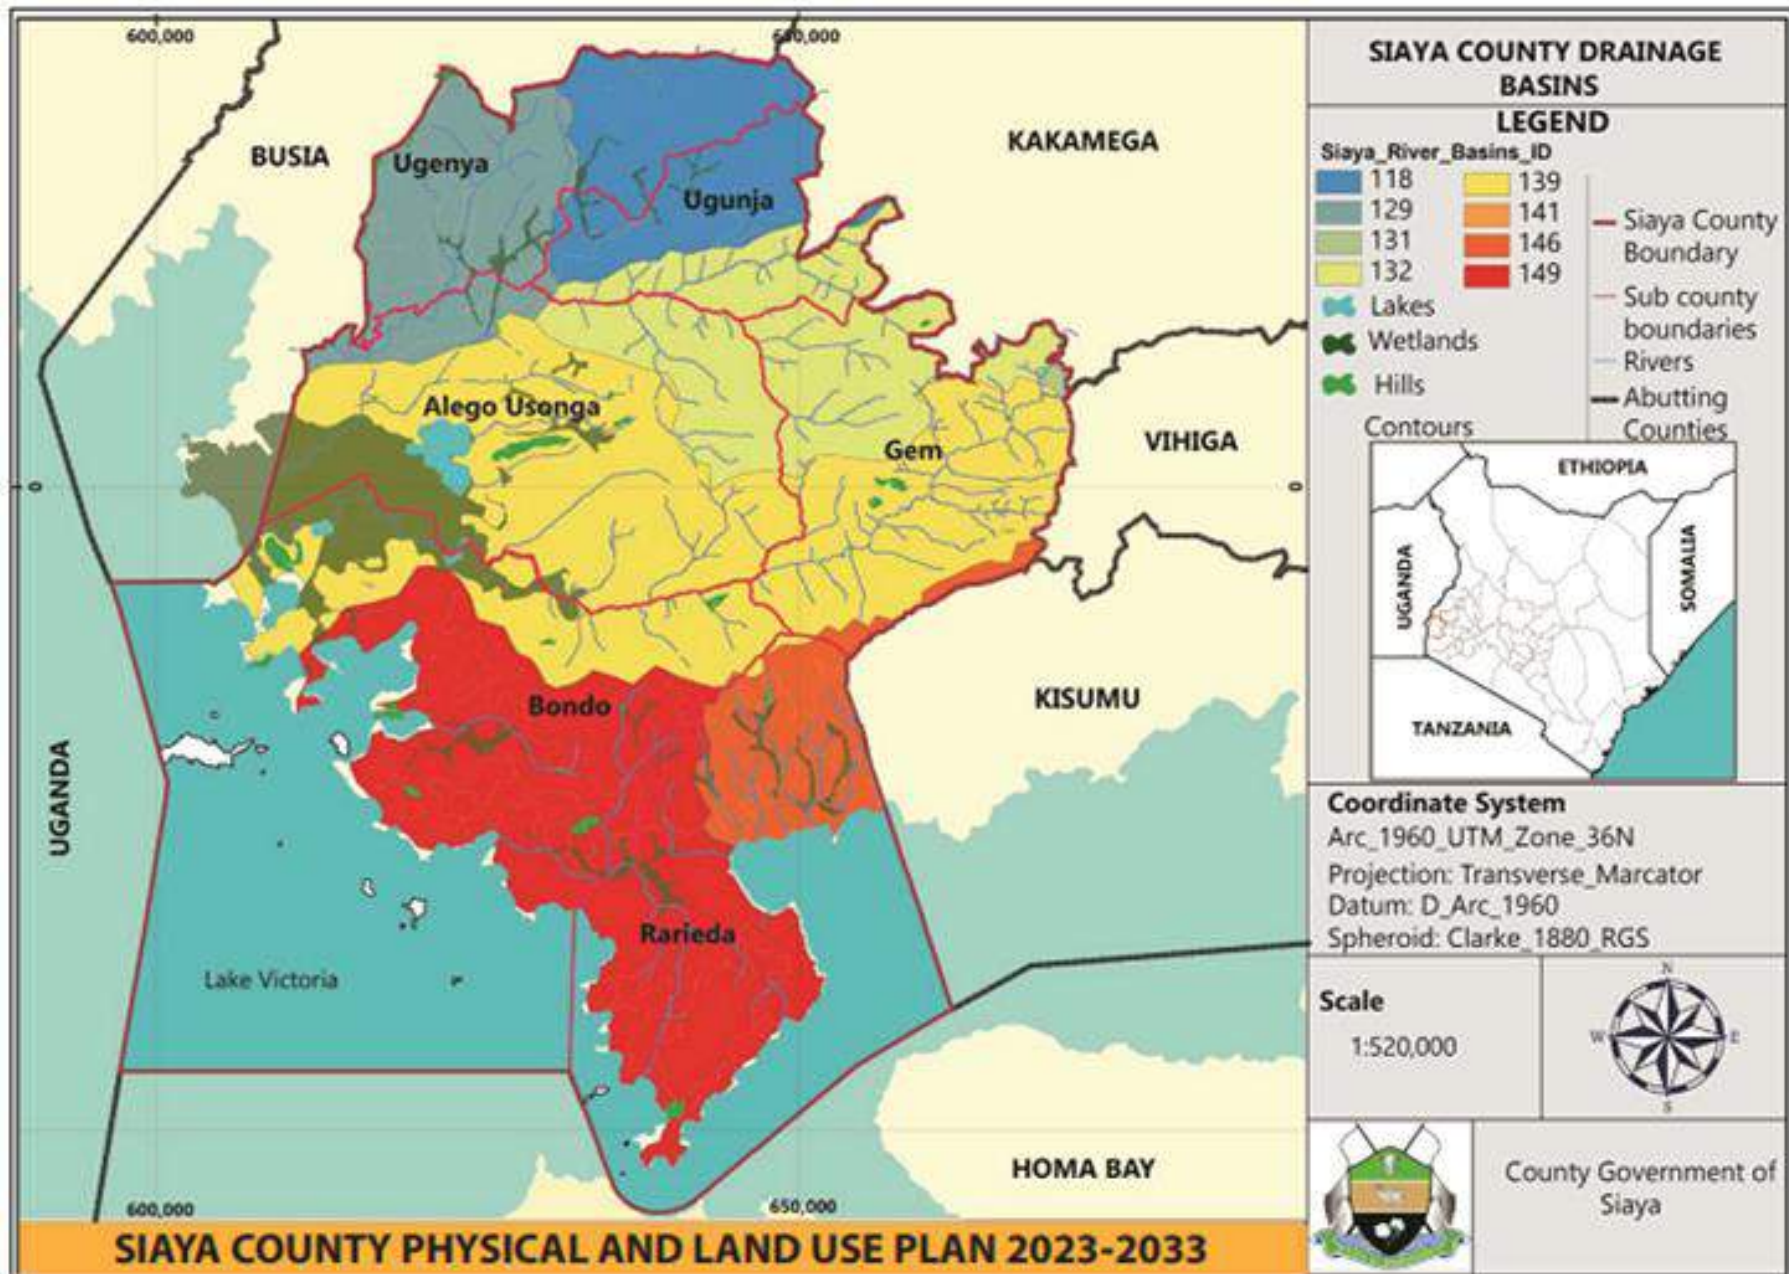 600,000
650,000
BUSIA
KAKAMEGA
Ugenya
Ugunja
Alego Usonga
Gem
VIHIGA
0
0
Bondo
KISUMU
UGANDA
Rarieda
Lake Victoria
HOMA BAY
600,000
650,000
SIAYA COUNTY PHYSICAL AND LAND USE PLAN 2023-2033
SIAYA COUNTY DRAINAGE
BASINS
LEGEND
Siaya_River_Basins_ID
118
129
131
132
139
141
146
149
Lakes
Wetlands
Hills
Contours
Siaya County
Boundary
Sub county
boundaries
Rivers
Abutting
Counties
ETHIOPIA
UGANDA
SOMALIA
TANZANIA
Coordinate System
Arc_1960_UTM_Zone_36N
Projection: Transverse_Marcator
Datum: D_Arc_1960
Spheroid: Clarke_1880_RGS
Scale
1:520,000
N
W
E
S
County Government of
Siaya